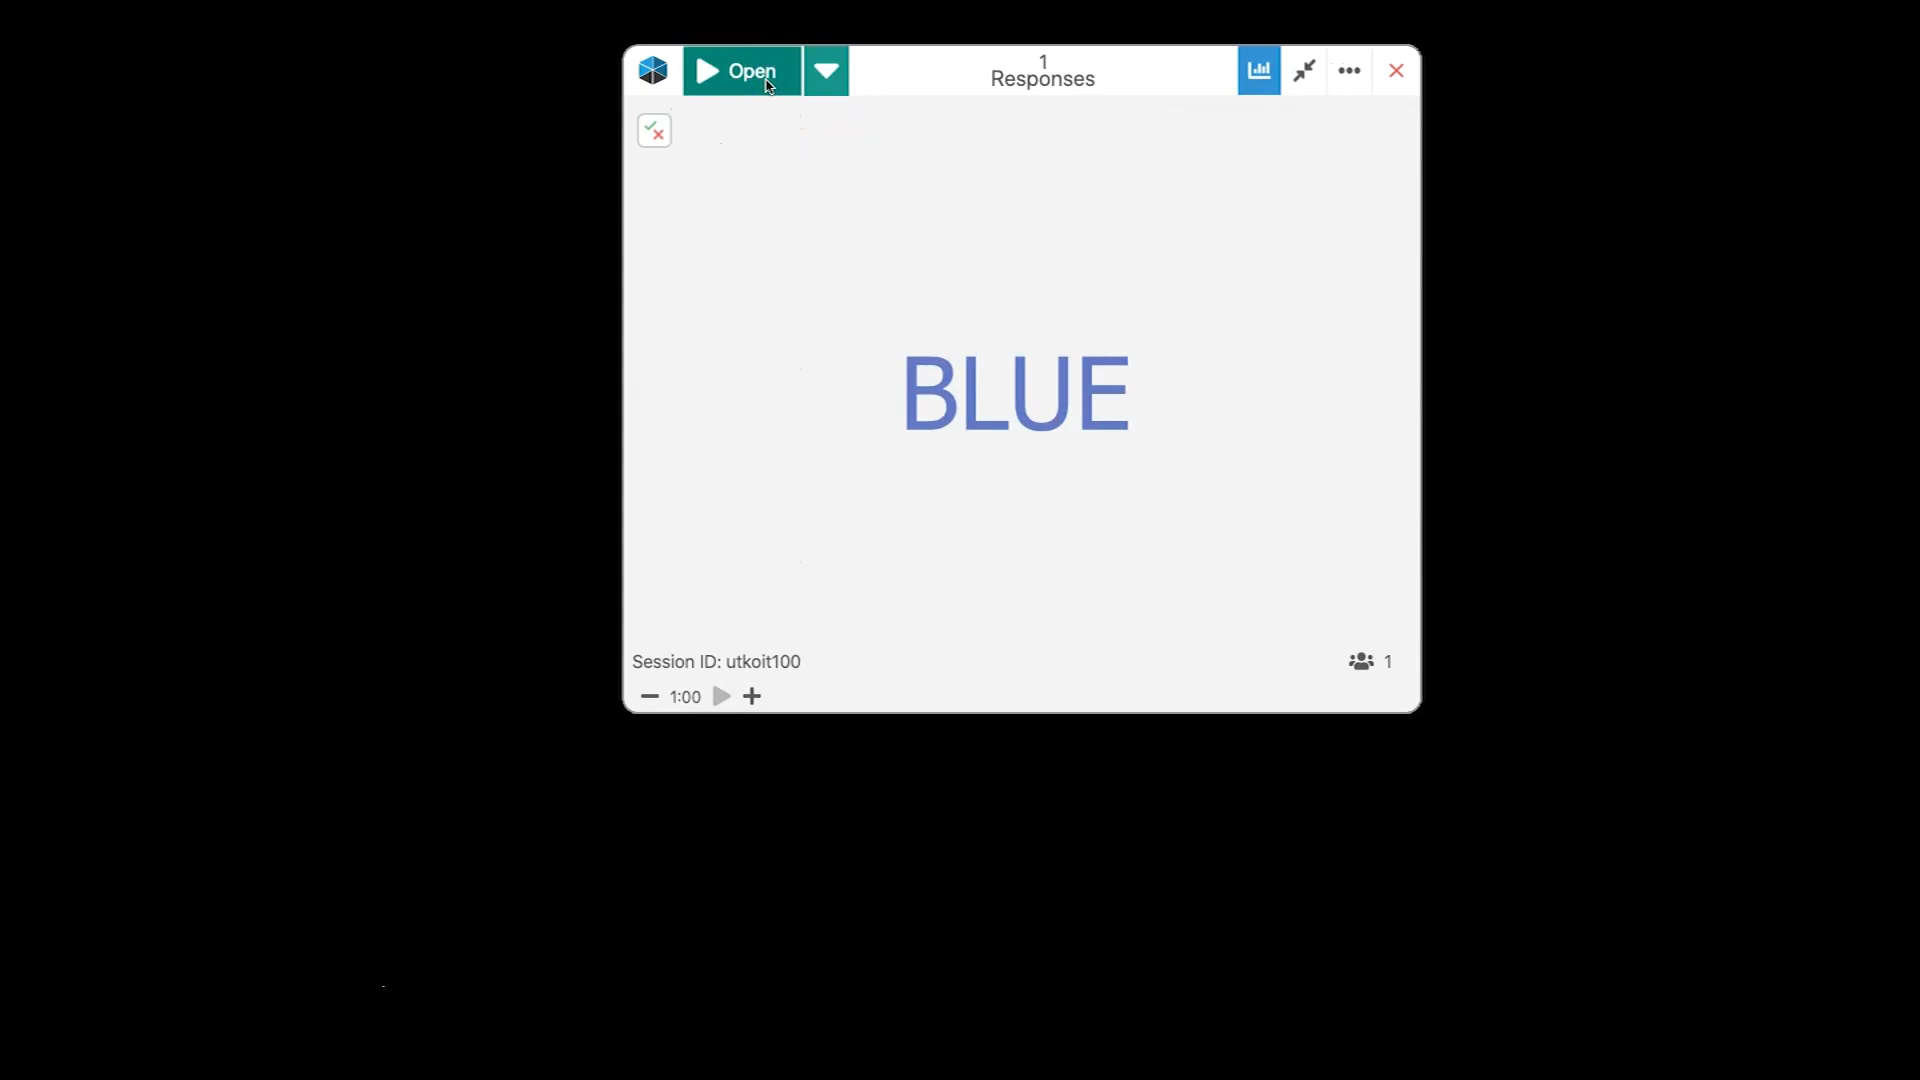 Open
1
Responses
BLUE
Session ID: utkoit100
1
1:00